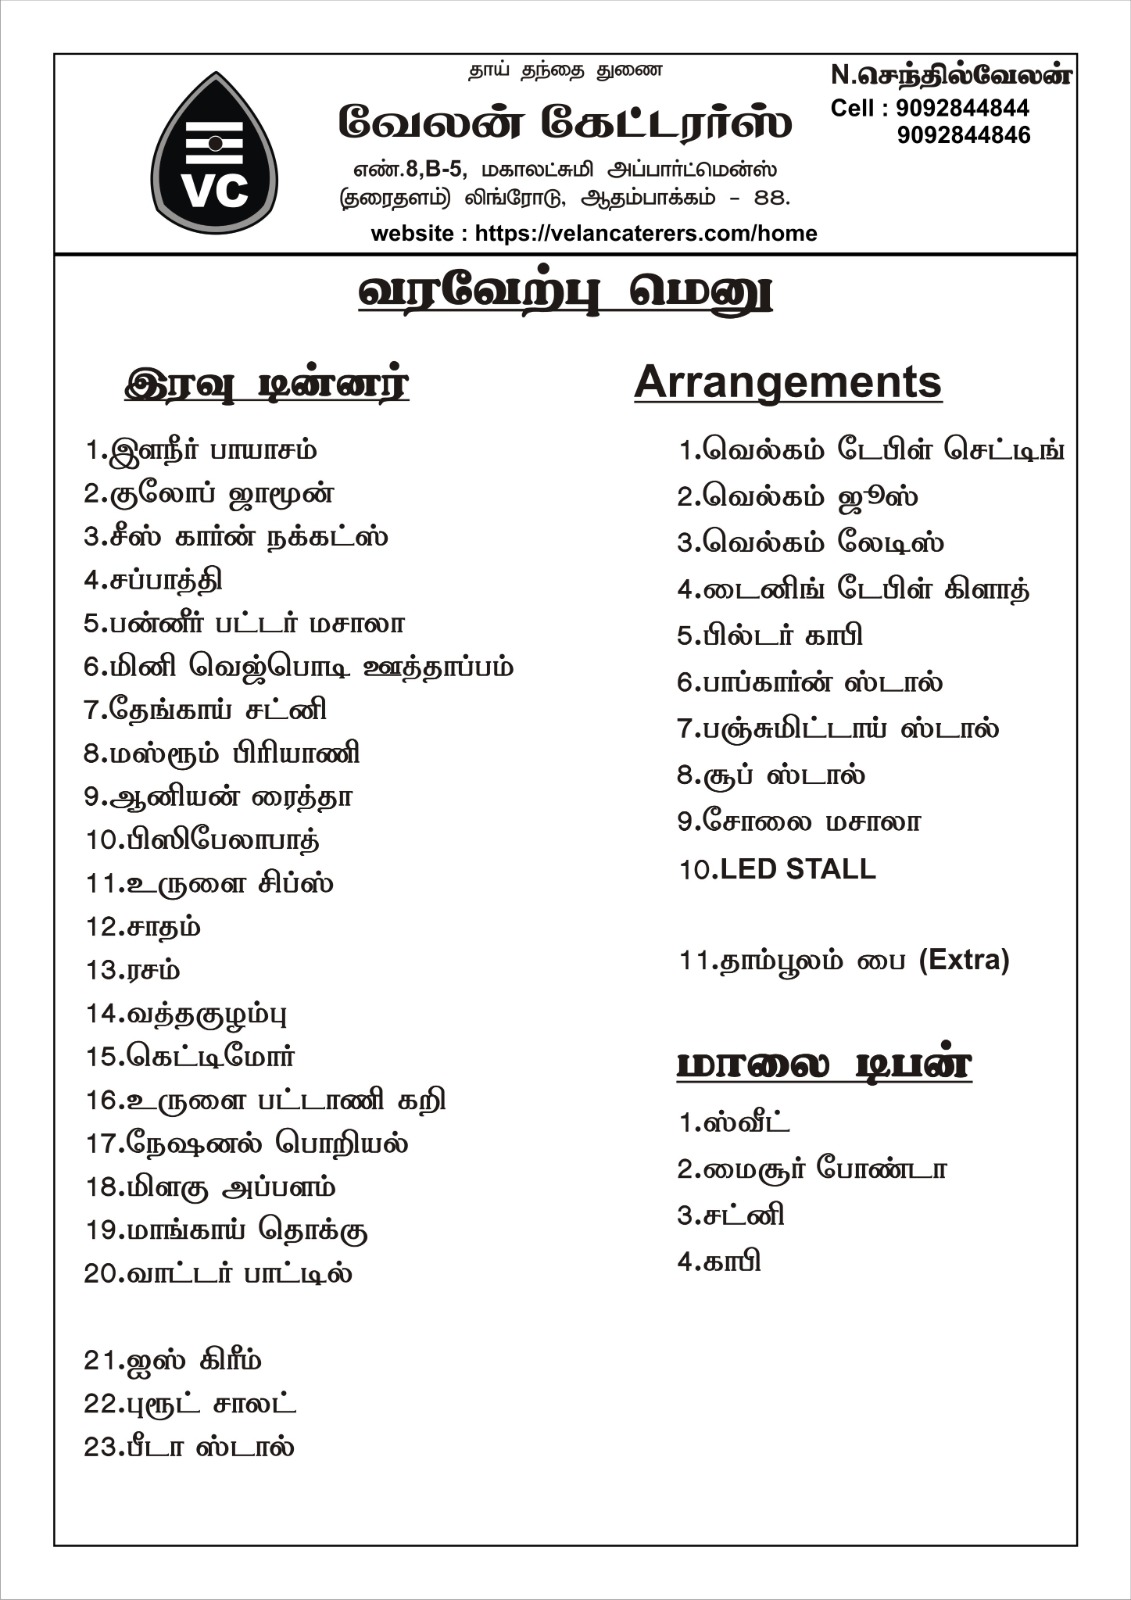 தாய் தந்தை துணை
வேலன் கேட்டரர்ஸ்
எண்.8,B-5, மகாலட்சுமி அப்பார்ட்மென்ஸ்
(தரைதளம்) லிங்ரோடு, ஆதம்பாக்கம் - 88.
website : https://velancaterers.com/home
N.செந்தில்வேலன்
Cell : 9092844844
9092844846
VC
வரவேற்பு மெனு
இரவு டின்னர்
1.இளநீர் பாயாசம்
2.குலோப் ஜாமூன்
3.சீஸ் கார்ன் நக்கட்ஸ்
4.சப்பாத்தி
5.பன்னீர் பட்டர் மசாலா
6.மினி வெஜ்பொடி ஊத்தாப்பம்
7.தேங்காய் சட்னி
8.மஸ்ரூம் பிரியாணி
9.ஆனியன் ரைத்தா
10.பிஸிபேலாபாத்
11.உருளை சிப்ஸ்
12.சாதம்
13.ரசம்
14.வத்தகுழம்பு
15.கெட்டிமோர்
16.உருளை பட்டாணி கறி
17.நேஷனல் பொறியல்
18.மிளகு அப்பளம்
19.மாங்காய் தொக்கு
20.வாட்டர் பாட்டில்
21.ஐஸ் கிரீம்
22.புரூட் சாலட்
23.பீடா ஸ்டால்
Arrangements
1.வெல்கம் டேபிள் செட்டிங்
2.வெல்கம் ஜூஸ்
3.வெல்கம் லேடிஸ்
4.டைனிங் டேபிள் கிளாத்
5.பில்டர் காபி
6.பாப்கார்ன் ஸ்டால்
7.பஞ்சுமிட்டாய் ஸ்டால்
8.சூப் ஸ்டால்
9.சோலை மசாலா
10.LED STALL
11.தாம்பூலம் பை (Extra)
மாலை டிபன்
1.ஸ்வீட்
2.மைசூர் போண்டா
3.சட்னி
4.காபி